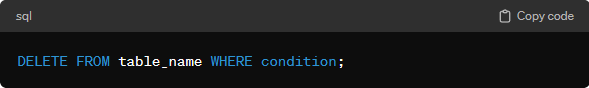 sql Copy code
DELETE FROM table_name WHERE condition;